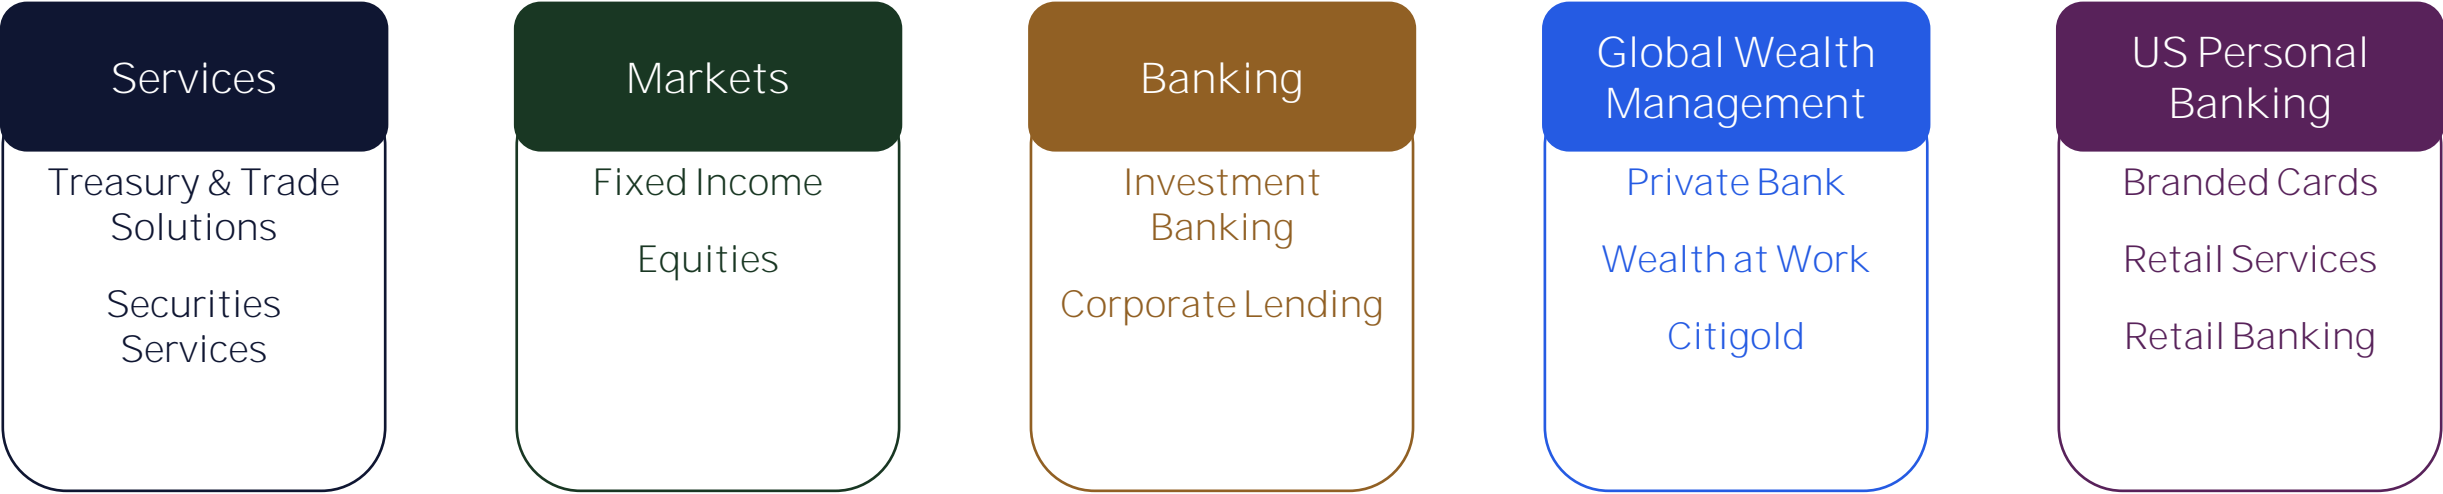 Services
Treasury & Trade
Solutions
Securities
Services
Markets
Fixed Income
Equities
Banking
Investment
Banking
Corporate Lending
Global Wealth
Management
Private Bank
Wealth at Work
Citigold
US Personal
Banking
Branded Cards
Retail Services
Retail Banking